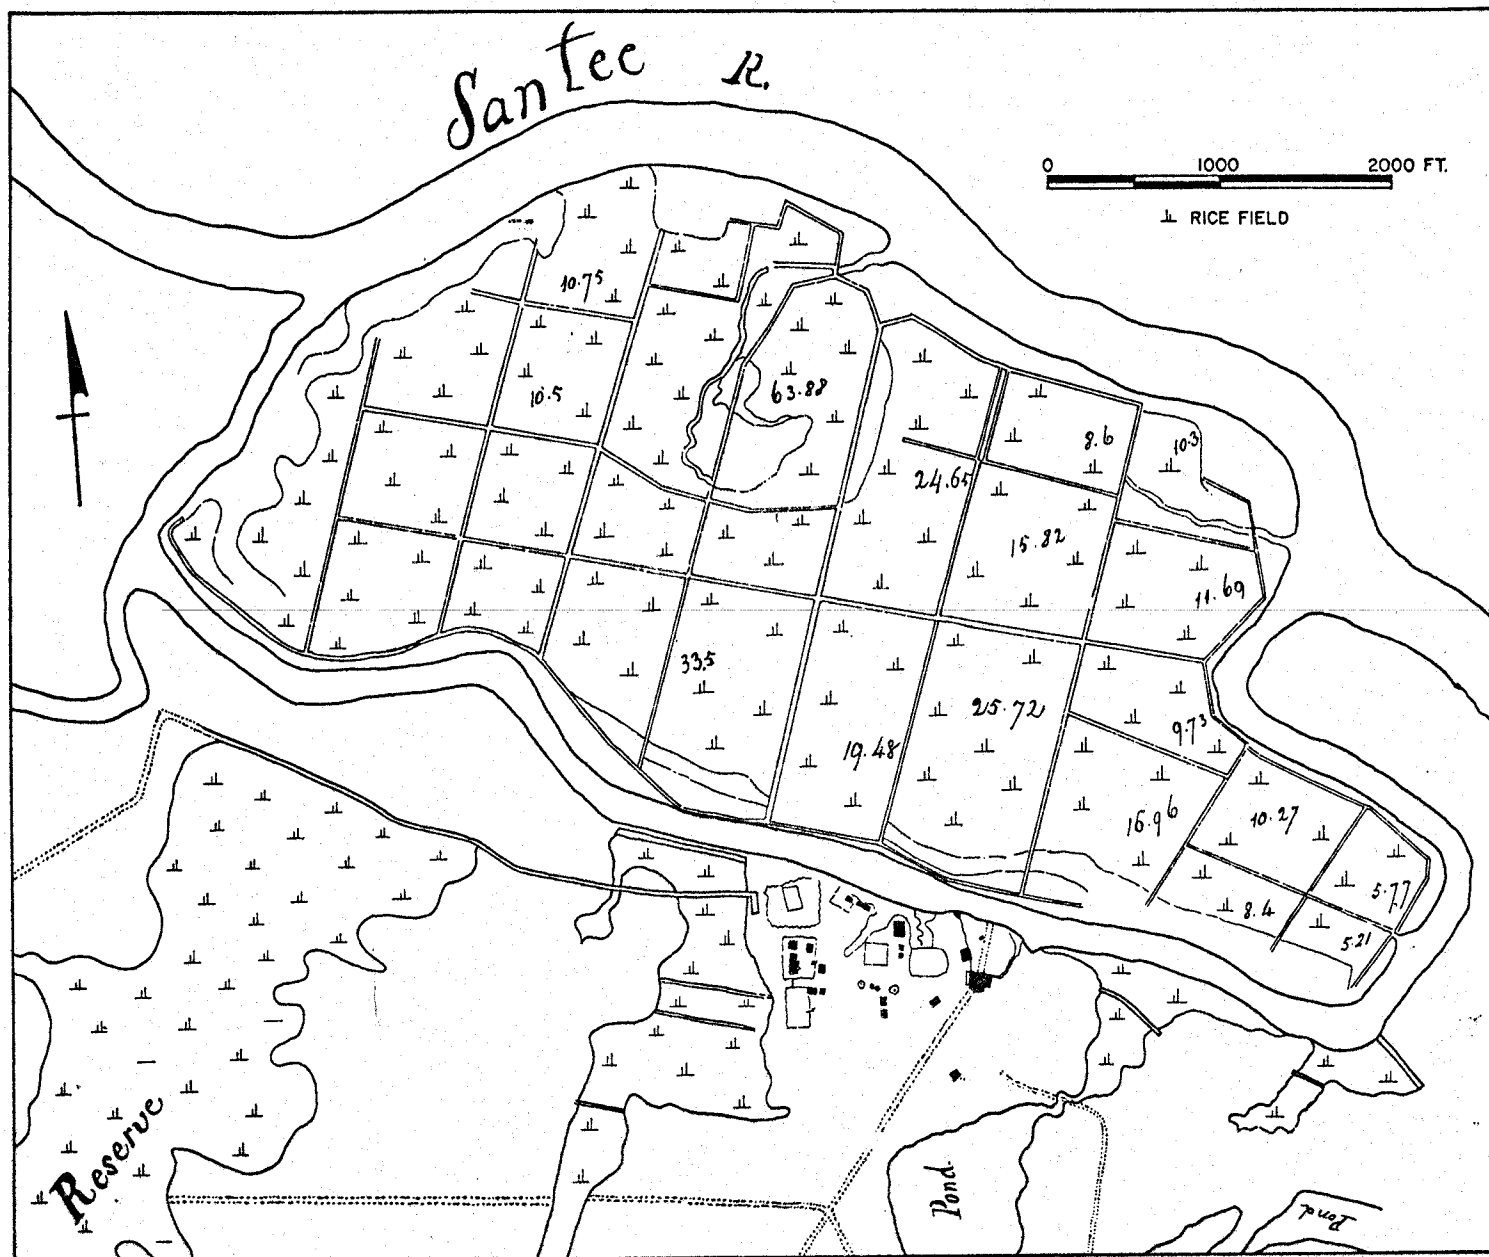 Santee R.
0 1000 2000 FT.
RICE FIELD
10.75
10.5
63.88
8.6
10.3
24.65
15.82
11.69
33.5
25.72
9.73
19.48
16.96
10.27
5.77
8.4
5.21
Reserve
Pond.
Pond